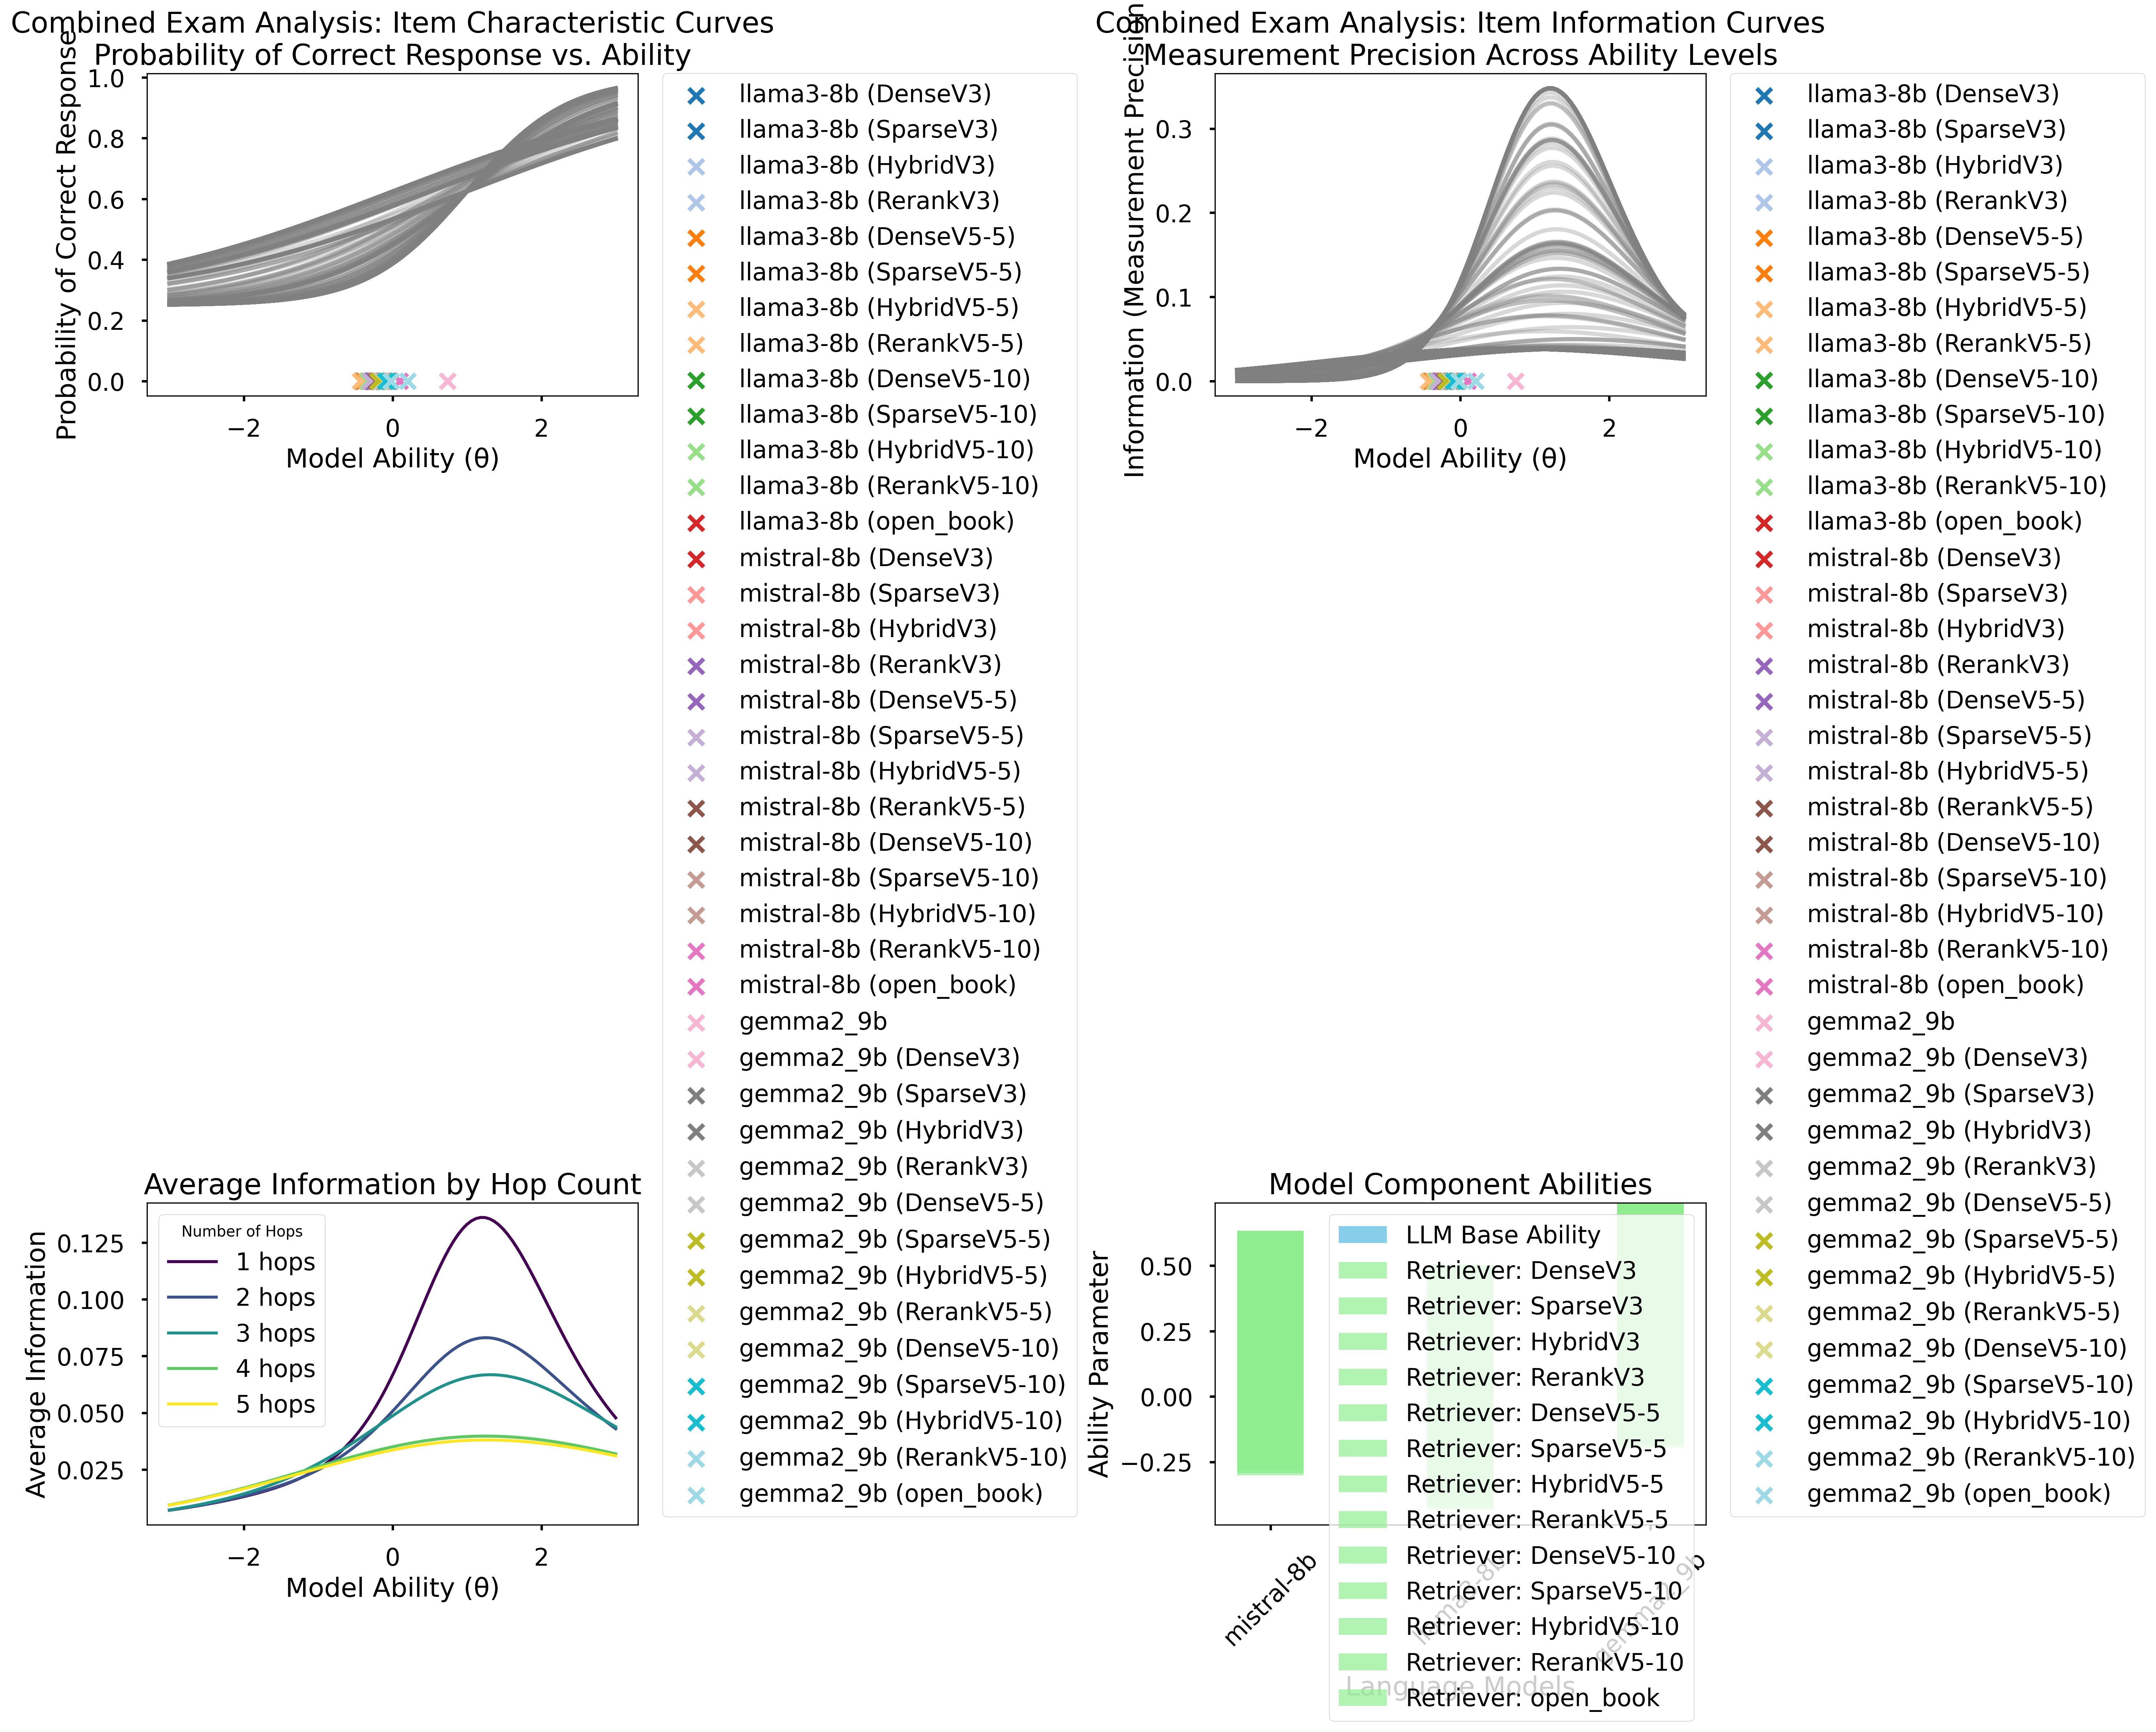 Combined Exam Analysis: Item Characteristic Curves
Probability of Correct Response vs. Ability
Probability of Correct Response
1.0
0.8
0.6
0.4
0.2
0.0
−2
0
2
Model Ability (θ)
llama3-8b (DenseV3)
llama3-8b (SparseV3)
llama3-8b (HybridV3)
llama3-8b (RerankV3)
llama3-8b (DenseV5-5)
llama3-8b (SparseV5-5)
llama3-8b (HybridV5-5)
llama3-8b (RerankV5-5)
llama3-8b (DenseV5-10)
llama3-8b (SparseV5-10)
llama3-8b (HybridV5-10)
llama3-8b (RerankV5-10)
llama3-8b (open_book)
mistral-8b (DenseV3)
mistral-8b (SparseV3)
mistral-8b (HybridV3)
mistral-8b (RerankV3)
mistral-8b (DenseV5-5)
mistral-8b (SparseV5-5)
mistral-8b (HybridV5-5)
mistral-8b (RerankV5-5)
mistral-8b (DenseV5-10)
mistral-8b (SparseV5-10)
mistral-8b (HybridV5-10)
mistral-8b (RerankV5-10)
mistral-8b (open_book)
gemma2_9b
gemma2_9b (DenseV3)
gemma2_9b (SparseV3)
gemma2_9b (HybridV3)
gemma2_9b (RerankV3)
gemma2_9b (DenseV5-5)
gemma2_9b (SparseV5-5)
gemma2_9b (HybridV5-5)
gemma2_9b (RerankV5-5)
gemma2_9b (DenseV5-10)
gemma2_9b (SparseV5-10)
gemma2_9b (HybridV5-10)
gemma2_9b (RerankV5-10)
gemma2_9b (open_book)
Combined Exam Analysis: Item Information Curves
Measurement Precision Across Ability Levels
Information (Measurement Precision
0.3
0.2
0.1
0.0
−2
0
2
Model Ability (θ)
llama3-8b (DenseV3)
llama3-8b (SparseV3)
llama3-8b (HybridV3)
llama3-8b (RerankV3)
llama3-8b (DenseV5-5)
llama3-8b (SparseV5-5)
llama3-8b (HybridV5-5)
llama3-8b (RerankV5-5)
llama3-8b (DenseV5-10)
llama3-8b (SparseV5-10)
llama3-8b (HybridV5-10)
llama3-8b (RerankV5-10)
llama3-8b (open_book)
mistral-8b (DenseV3)
mistral-8b (SparseV3)
mistral-8b (HybridV3)
mistral-8b (RerankV3)
mistral-8b (DenseV5-5)
mistral-8b (SparseV5-5)
mistral-8b (HybridV5-5)
mistral-8b (RerankV5-5)
mistral-8b (DenseV5-10)
mistral-8b (SparseV5-10)
mistral-8b (HybridV5-10)
mistral-8b (RerankV5-10)
mistral-8b (open_book)
gemma2_9b
gemma2_9b (DenseV3)
gemma2_9b (SparseV3)
gemma2_9b (HybridV3)
gemma2_9b (RerankV3)
gemma2_9b (DenseV5-5)
gemma2_9b (SparseV5-5)
gemma2_9b (HybridV5-5)
gemma2_9b (RerankV5-5)
gemma2_9b (DenseV5-10)
gemma2_9b (SparseV5-10)
gemma2_9b (HybridV5-10)
gemma2_9b (RerankV5-10)
gemma2_9b (open_book)
Average Information by Hop Count
Average Information
0.125
0.100
0.075
0.050
0.025
Number of Hops
1 hops
2 hops
3 hops
4 hops
5 hops
−2
0
2
Model Ability (θ)
Model Component Abilities
Ability Parameter
0.50
0.25
0.00
−0.25
LLM Base Ability
Retriever: DenseV3
Retriever: SparseV3
Retriever: HybridV3
Retriever: RerankV3
Retriever: DenseV5-5
Retriever: SparseV5-5
Retriever: HybridV5-5
Retriever: RerankV5-5
Retriever: DenseV5-10
Retriever: SparseV5-10
Retriever: HybridV5-10
Retriever: RerankV5-10
Retriever: open_book
mistral-8b
llama3-8b
gemma2_9b
Language Models